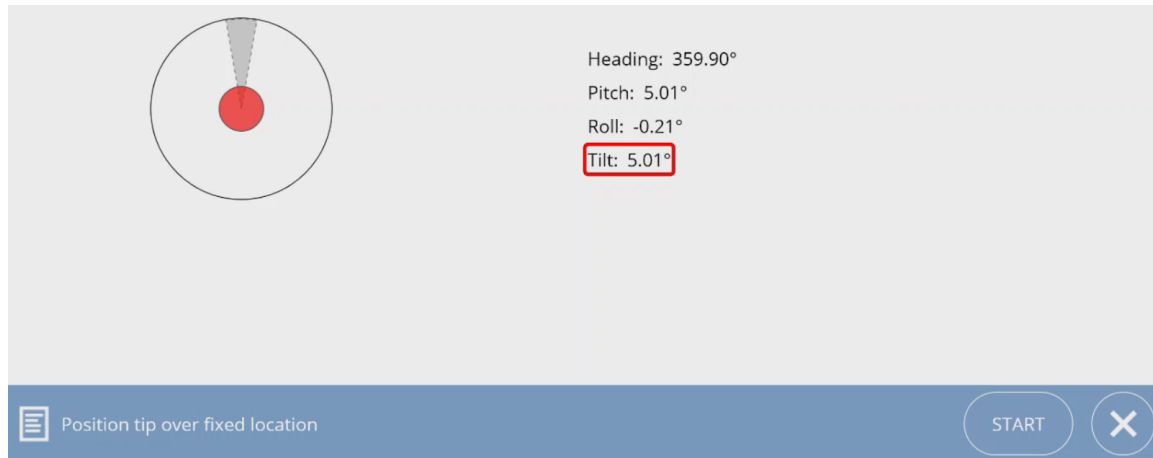 Heading: 359.90°
Pitch: 5.01°
Roll: -0.21°
Tilt: 5.01°
Position tip over fixed location
START